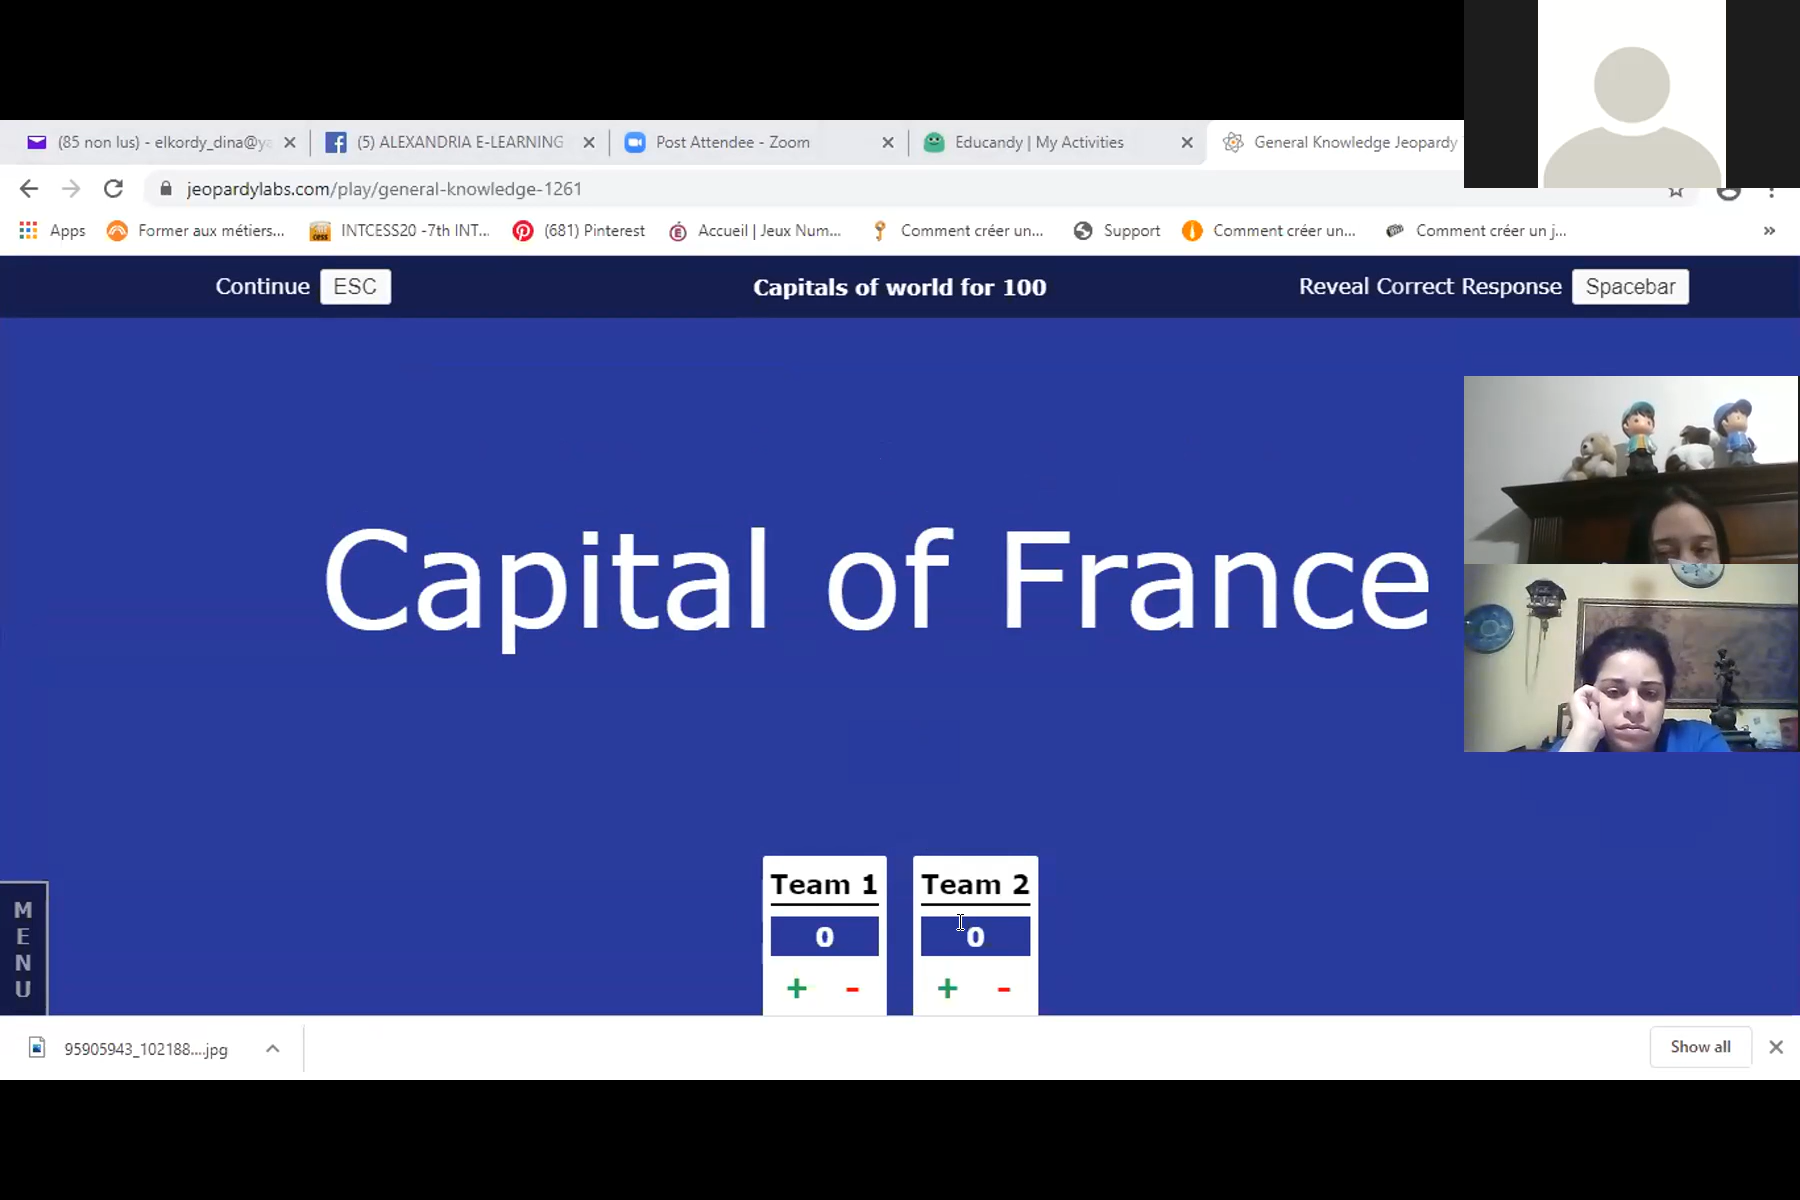 (85 non lus) - elkordy_dina@ya
(5) ALEXANDRIA E-LEARNING
Post Attendee - Zoom
Educandy | My Activities
General Knowledge Jeopardy
jeopardylabs.com/play/general-knowledge-1261
Apps
Former aux métiers...
INTCESS20 -7th INT...
(681) Pinterest
Accueil | Jeux Num...
Comment créer un...
Support
Comment créer un...
Comment créer un j...
»
Continue ESC
Capitals of world for 100
Reveal Correct Response Spacebar
Capital of France
MENU
Team 1
0
+ -
Team 2
0
+ -
95905943_102188....jpg
Show all